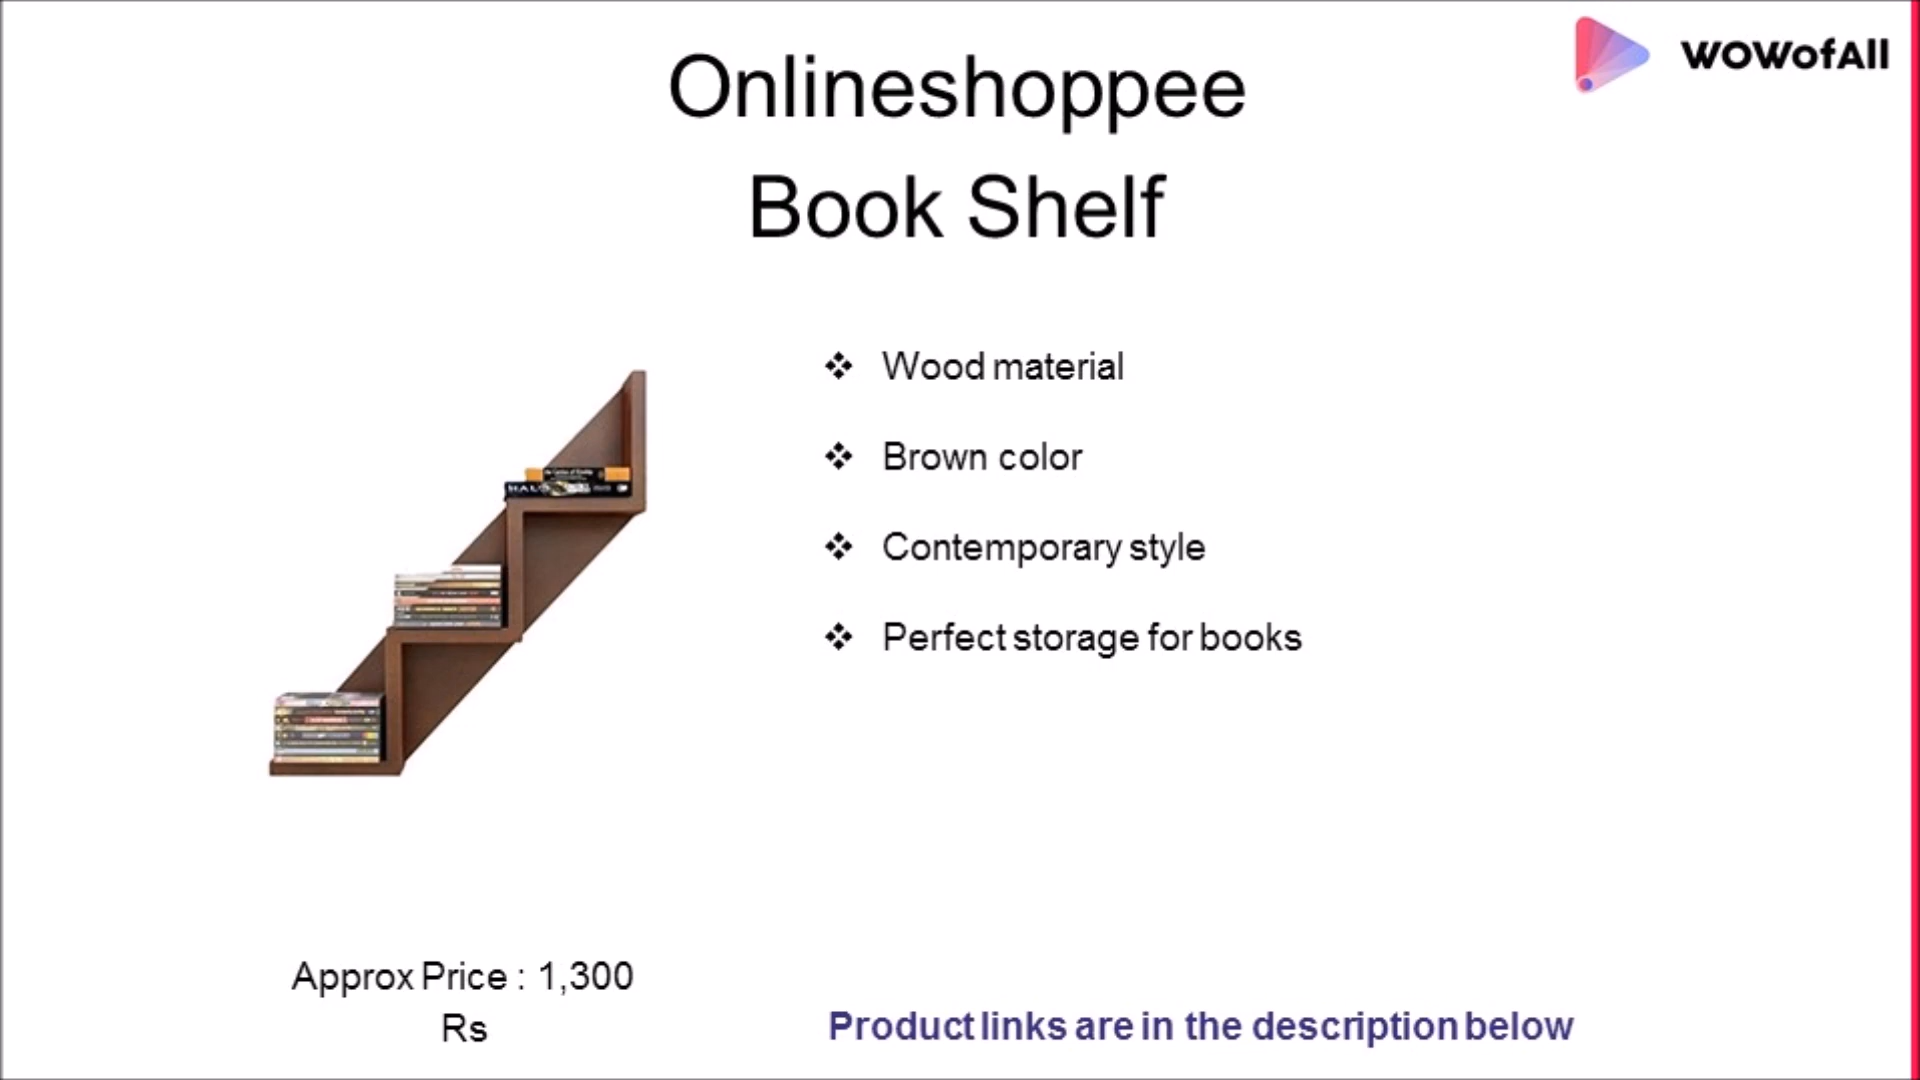 WOWofAll
Onlineshoppee
Book Shelf
❖ Wood material
❖ Brown color
❖ Contemporary style
❖ Perfect storage for books
HALO
Approx Price : 1,300
Rs
Product links are in the description below